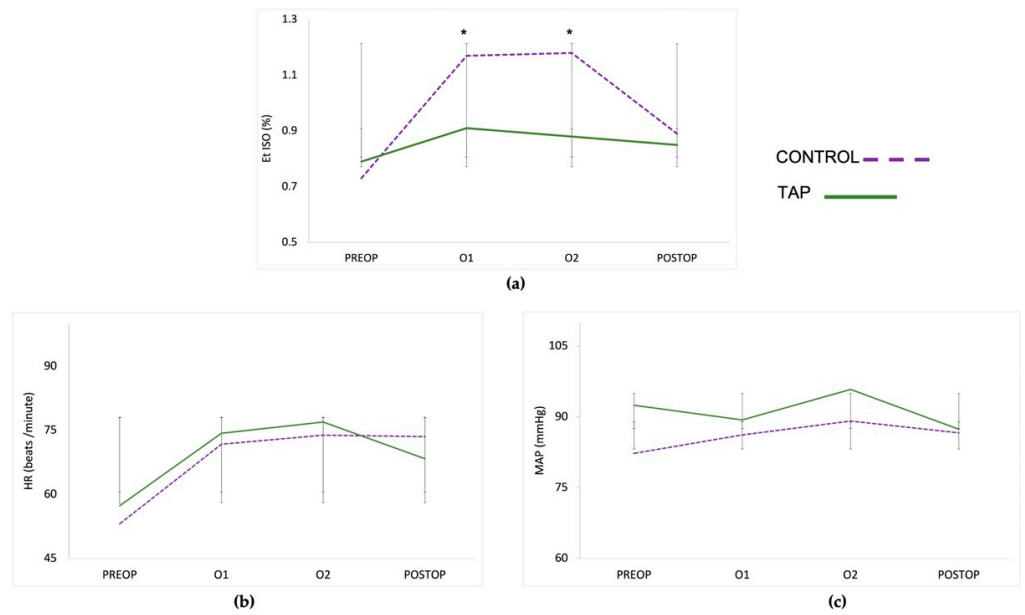 1.3
1.1
0.9
0.7
0.5
Et ISO (%)
*
*
PREOP O1 O2 POSTOP
CONTROL
TAP
(a)
90
75
60
45
HR (beats /minute)
PREOP O1 O2 POSTOP
(b)
105
90
75
60
MAP (mmHg)
PREOP O1 O2 POSTOP
(c)